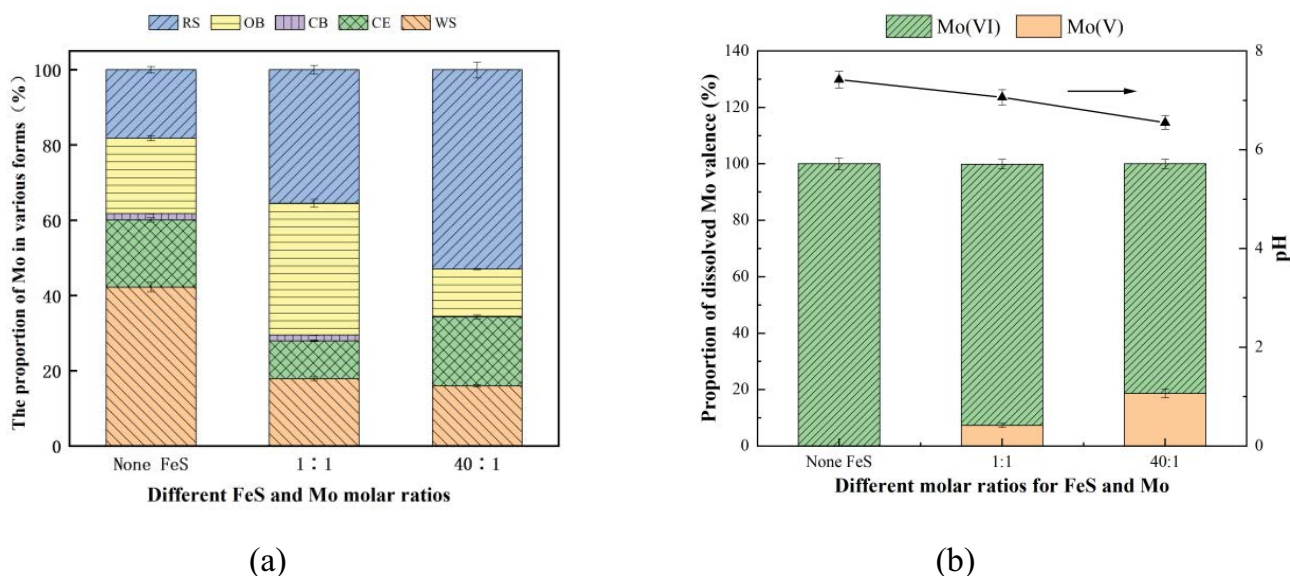 RS OB CB CE WS
The proportion of Mo in various forms (%)
100
80
60
40
20
0
None FeS 1:1 40:1
Different FeS and Mo molar ratios
(a)
Mo(VI) Mo(V)
Proportion of dissolved Mo valence (%)
140
120
100
80
60
40
20
0
8
6
4
2
0
pH
None FeS 1:1 40:1
Different molar ratios for FeS and Mo
(b)